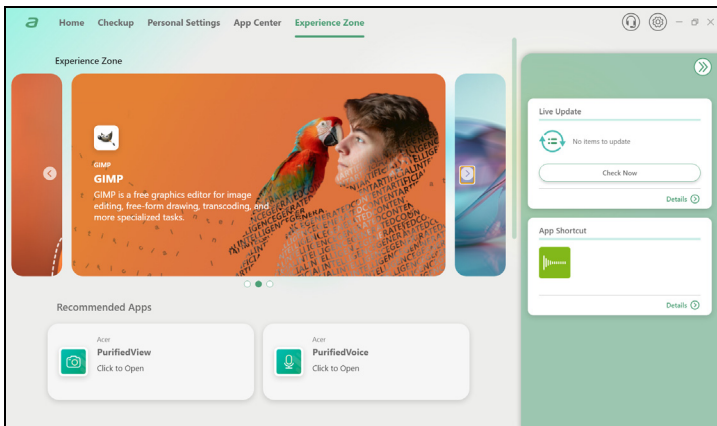 a Home Checkup Personal Settings App Center Experience Zone
Experience Zone
GIMP
GIMP
GIMP is a free graphics editor for image
editing, free-form drawing, transcoding, and
more specialized tasks.
Recommended Apps
Acer
PurifiedView
Click to Open
Acer
PurifiedVoice
Click to Open
Live Update
No items to update
Check Now
Details
App Shortcut
Details